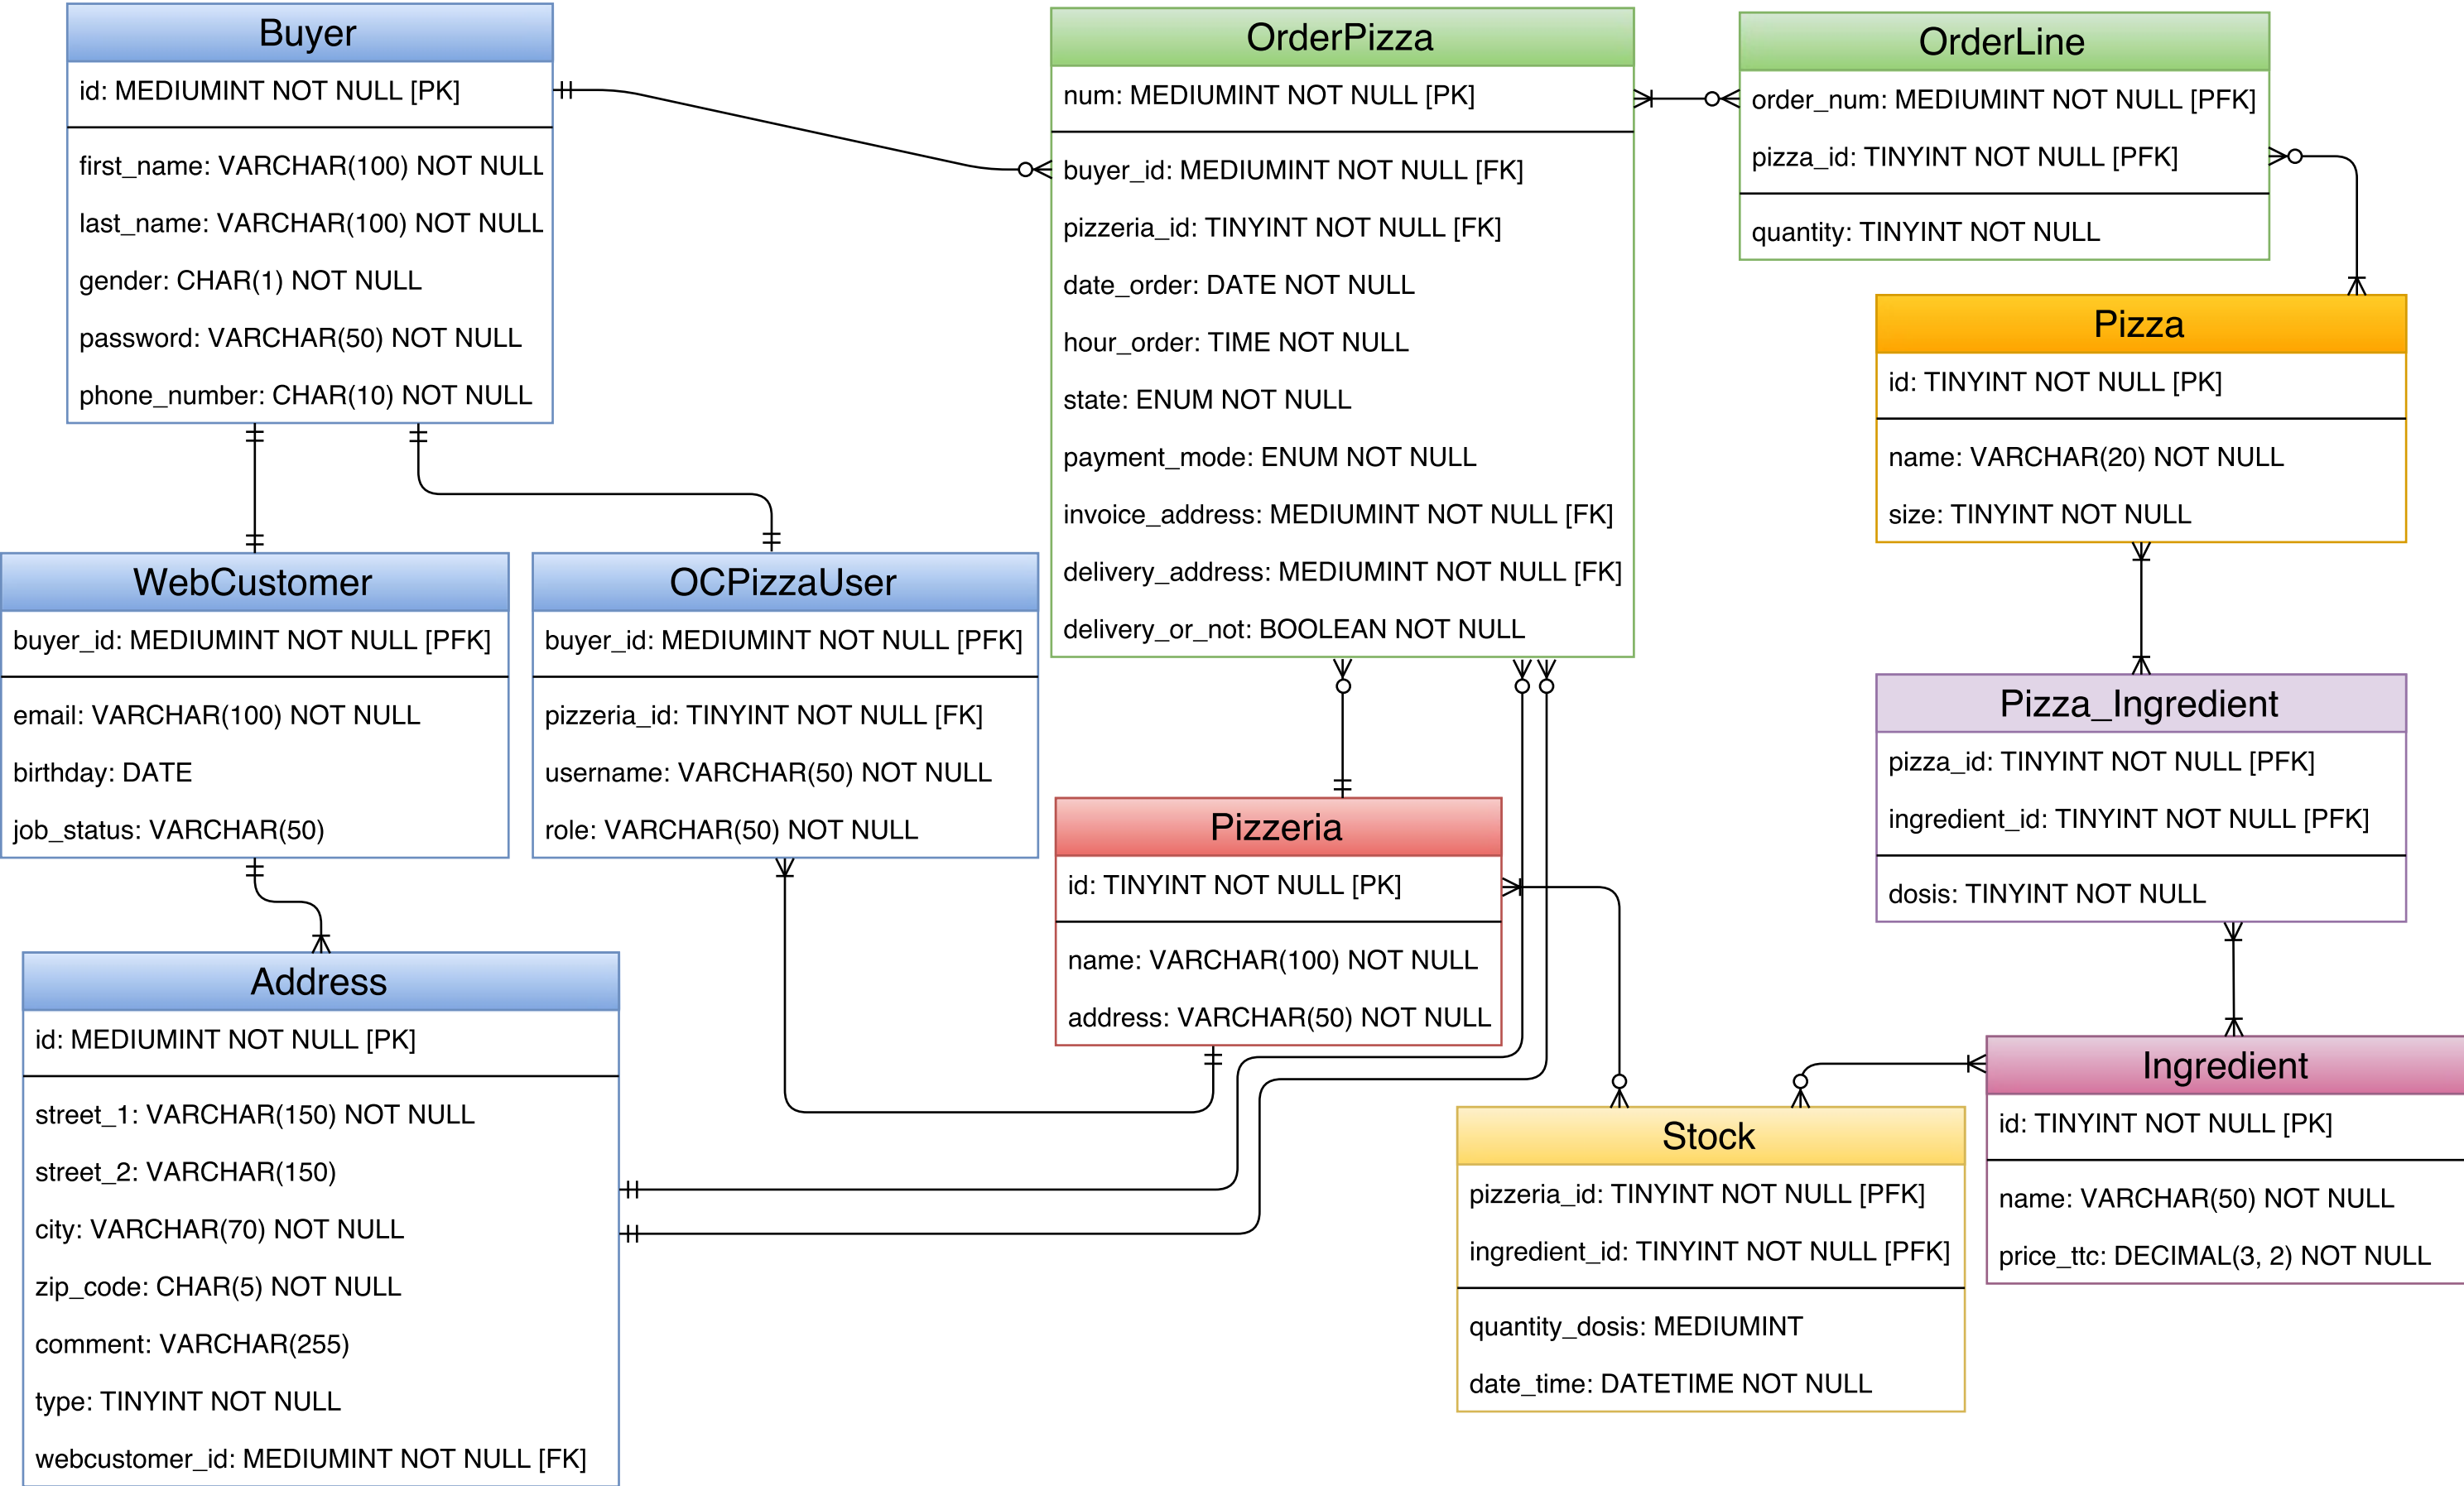 Buyer
id: MEDIUMINT NOT NULL [PK]
first_name: VARCHAR(100) NOT NULL
last_name: VARCHAR(100) NOT NULL
gender: CHAR(1) NOT NULL
password: VARCHAR(50) NOT NULL
phone_number: CHAR(10) NOT NULL
OrderPizza
num: MEDIUMINT NOT NULL [PK]
buyer_id: MEDIUMINT NOT NULL [FK]
pizzeria_id: TINYINT NOT NULL [FK]
date_order: DATE NOT NULL
hour_order: TIME NOT NULL
state: ENUM NOT NULL
payment_mode: ENUM NOT NULL
invoice_address: MEDIUMINT NOT NULL [FK]
delivery_address: MEDIUMINT NOT NULL [FK]
delivery_or_not: BOOLEAN NOT NULL
OrderLine
order_num: MEDIUMINT NOT NULL [PFK]
pizza_id: TINYINT NOT NULL [PFK]
quantity: TINYINT NOT NULL
Pizza
id: TINYINT NOT NULL [PK]
name: VARCHAR(20) NOT NULL
size: TINYINT NOT NULL
WebCustomer
buyer_id: MEDIUMINT NOT NULL [PFK]
email: VARCHAR(100) NOT NULL
birthday: DATE
job_status: VARCHAR(50)
OCPizzaUser
buyer_id: MEDIUMINT NOT NULL [PFK]
pizzeria_id: TINYINT NOT NULL [FK]
username: VARCHAR(50) NOT NULL
role: VARCHAR(50) NOT NULL
Pizza_Ingredient
pizza_id: TINYINT NOT NULL [PFK]
ingredient_id: TINYINT NOT NULL [PFK]
dosis: TINYINT NOT NULL
Pizzeria
id: TINYINT NOT NULL [PK]
name: VARCHAR(100) NOT NULL
address: VARCHAR(50) NOT NULL
Address
id: MEDIUMINT NOT NULL [PK]
street_1: VARCHAR(150) NOT NULL
street_2: VARCHAR(150)
city: VARCHAR(70) NOT NULL
zip_code: CHAR(5) NOT NULL
comment: VARCHAR(255)
type: TINYINT NOT NULL
webcustomer_id: MEDIUMINT NOT NULL [FK]
Stock
pizzeria_id: TINYINT NOT NULL [PFK]
ingredient_id: TINYINT NOT NULL [PFK]
quantity_dosis: MEDIUMINT
date_time: DATETIME NOT NULL
Ingredient
id: TINYINT NOT NULL [PK]
name: VARCHAR(50) NOT NULL
price_ttc: DECIMAL(3, 2) NOT NULL